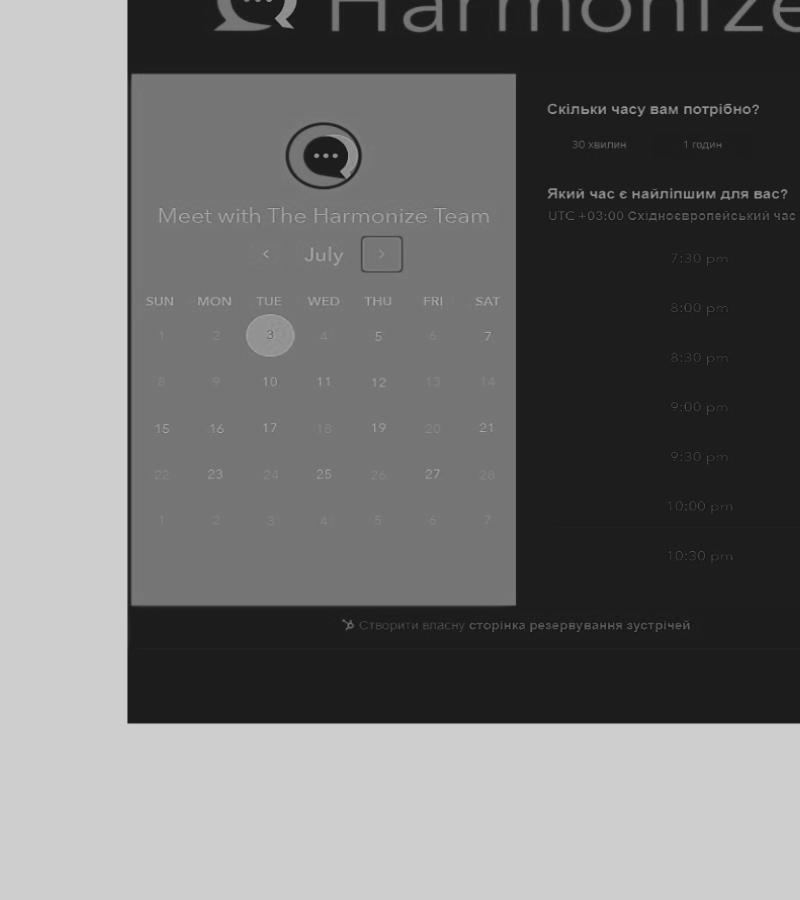 Harmonize
Meet with The Harmonize Team
July
SUN MON TUE WED THU FRI SAT
1 2 3 4 5 6 7
8 9 10 11 12 13 14
15 16 17 18 19 20 21
22 23 24 25 26 27 28
1 2 3 4 5 6 7
Скільки часу вам потрібно?
30 хвилин 1 годин
Який час є найліпшим для вас?
UTC +03:00 Східноєвропейський час
7:30 pm
8:00 pm
8:30 pm
9:00 pm
9:30 pm
10:00 pm
10:30 pm
Створити власну сторінка резервування зустрічей